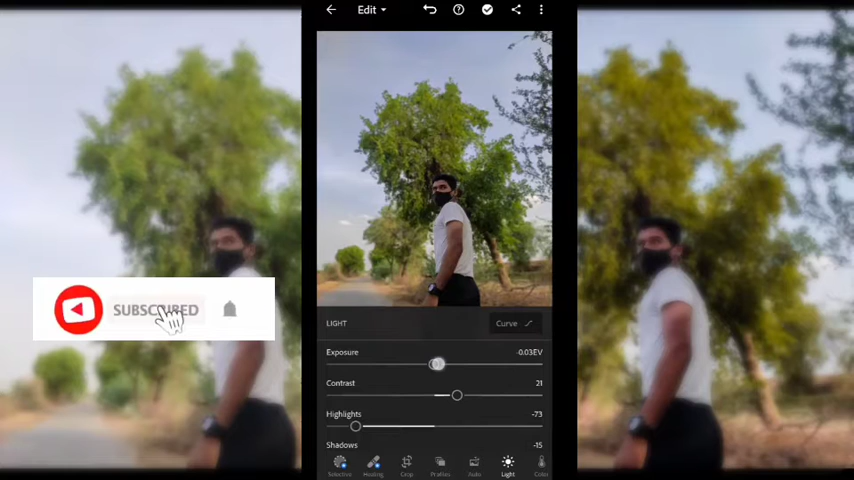 Edit
SUBSCRIBED
LIGHT
Curve
Exposure
-0.03EV
Contrast
21
Highlights
-73
Shadows
-15
Selective
Healing
Crop
Profiles
Auto
Light
Color